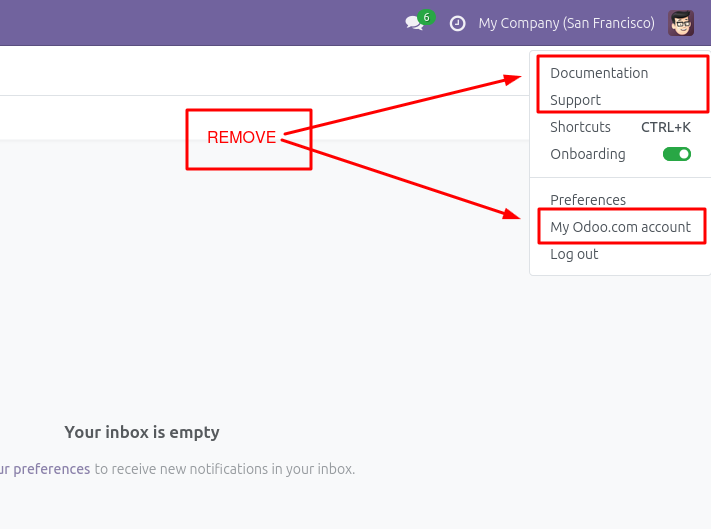 6
My Company (San Francisco)
Documentation
Support
Shortcuts CTRL+K
REMOVE
Onboarding
Preferences
My Odoo.com account
Log out
Your inbox is empty
ur preferences to receive new notifications in your inbox.